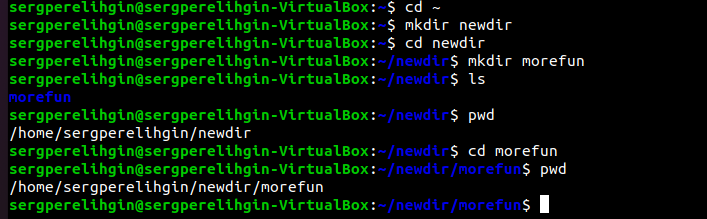 sergperelihgin@sergperelihgin-VirtualBox:~$ cd ~
sergperelihgin@sergperelihgin-VirtualBox:~$ mkdir newdir
sergperelihgin@sergperelihgin-VirtualBox:~$ cd newdir
sergperelihgin@sergperelihgin-VirtualBox:~/newdir$ mkdir morefun
sergperelihgin@sergperelihgin-VirtualBox:~/newdir$ ls
morefun
sergperelihgin@sergperelihgin-VirtualBox:~/newdir$ pwd
/home/sergperelihgin/newdir
sergperelihgin@sergperelihgin-VirtualBox:~/newdir$ cd morefun
sergperelihgin@sergperelihgin-VirtualBox:~/newdir/morefun$ pwd
/home/sergperelihgin/newdir/morefun
sergperelihgin@sergperelihgin-VirtualBox:~/newdir/morefun$